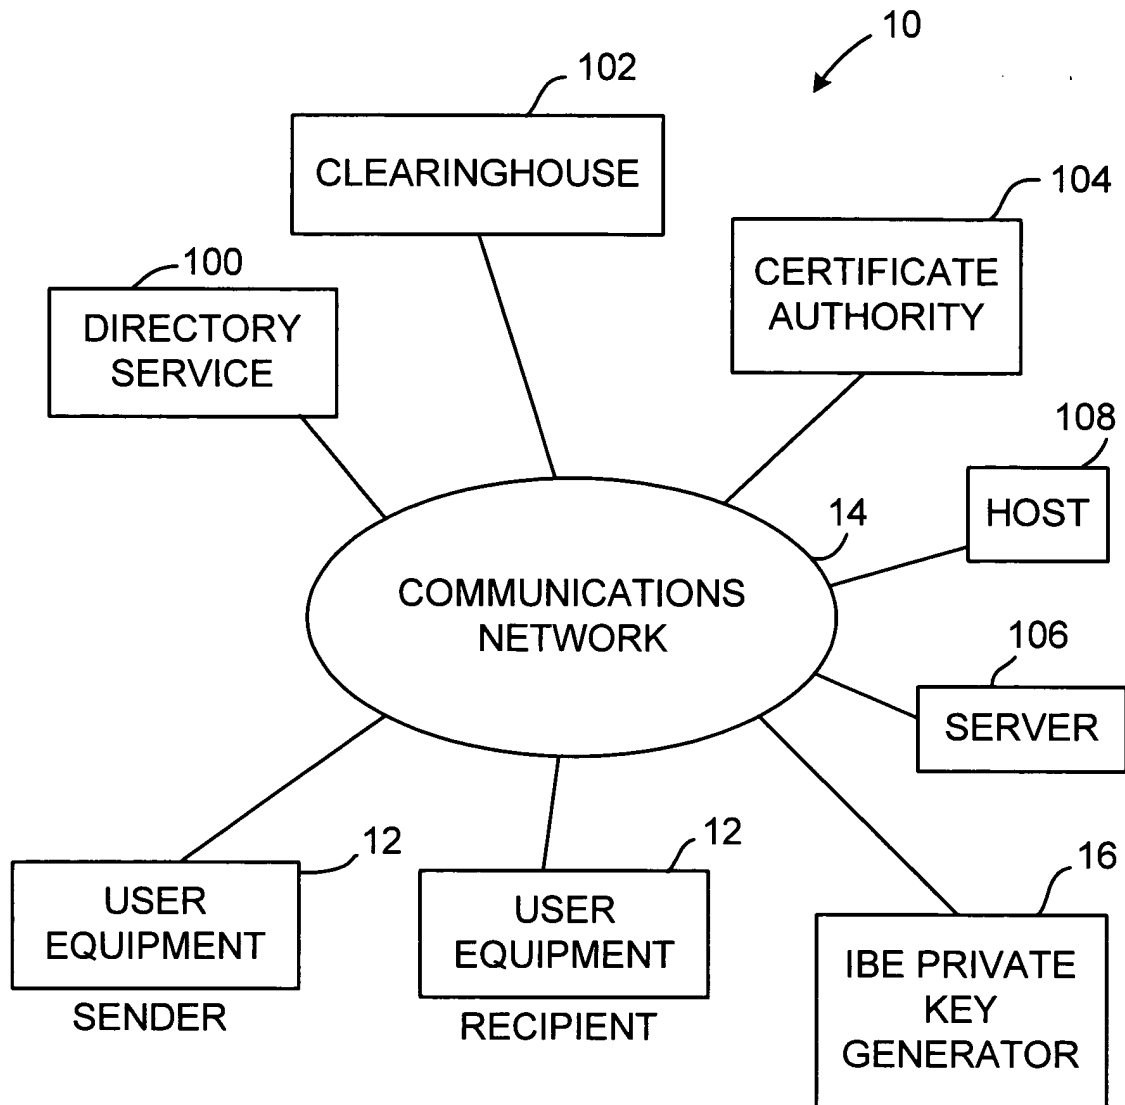 10
102
CLEARINGHOUSE
104
CERTIFICATE
AUTHORITY
100
DIRECTORY
SERVICE
108
HOST
14
COMMUNICATIONS
NETWORK
106
SERVER
12
USER
EQUIPMENT
SENDER
12
USER
EQUIPMENT
RECIPIENT
16
IBE PRIVATE
KEY
GENERATOR